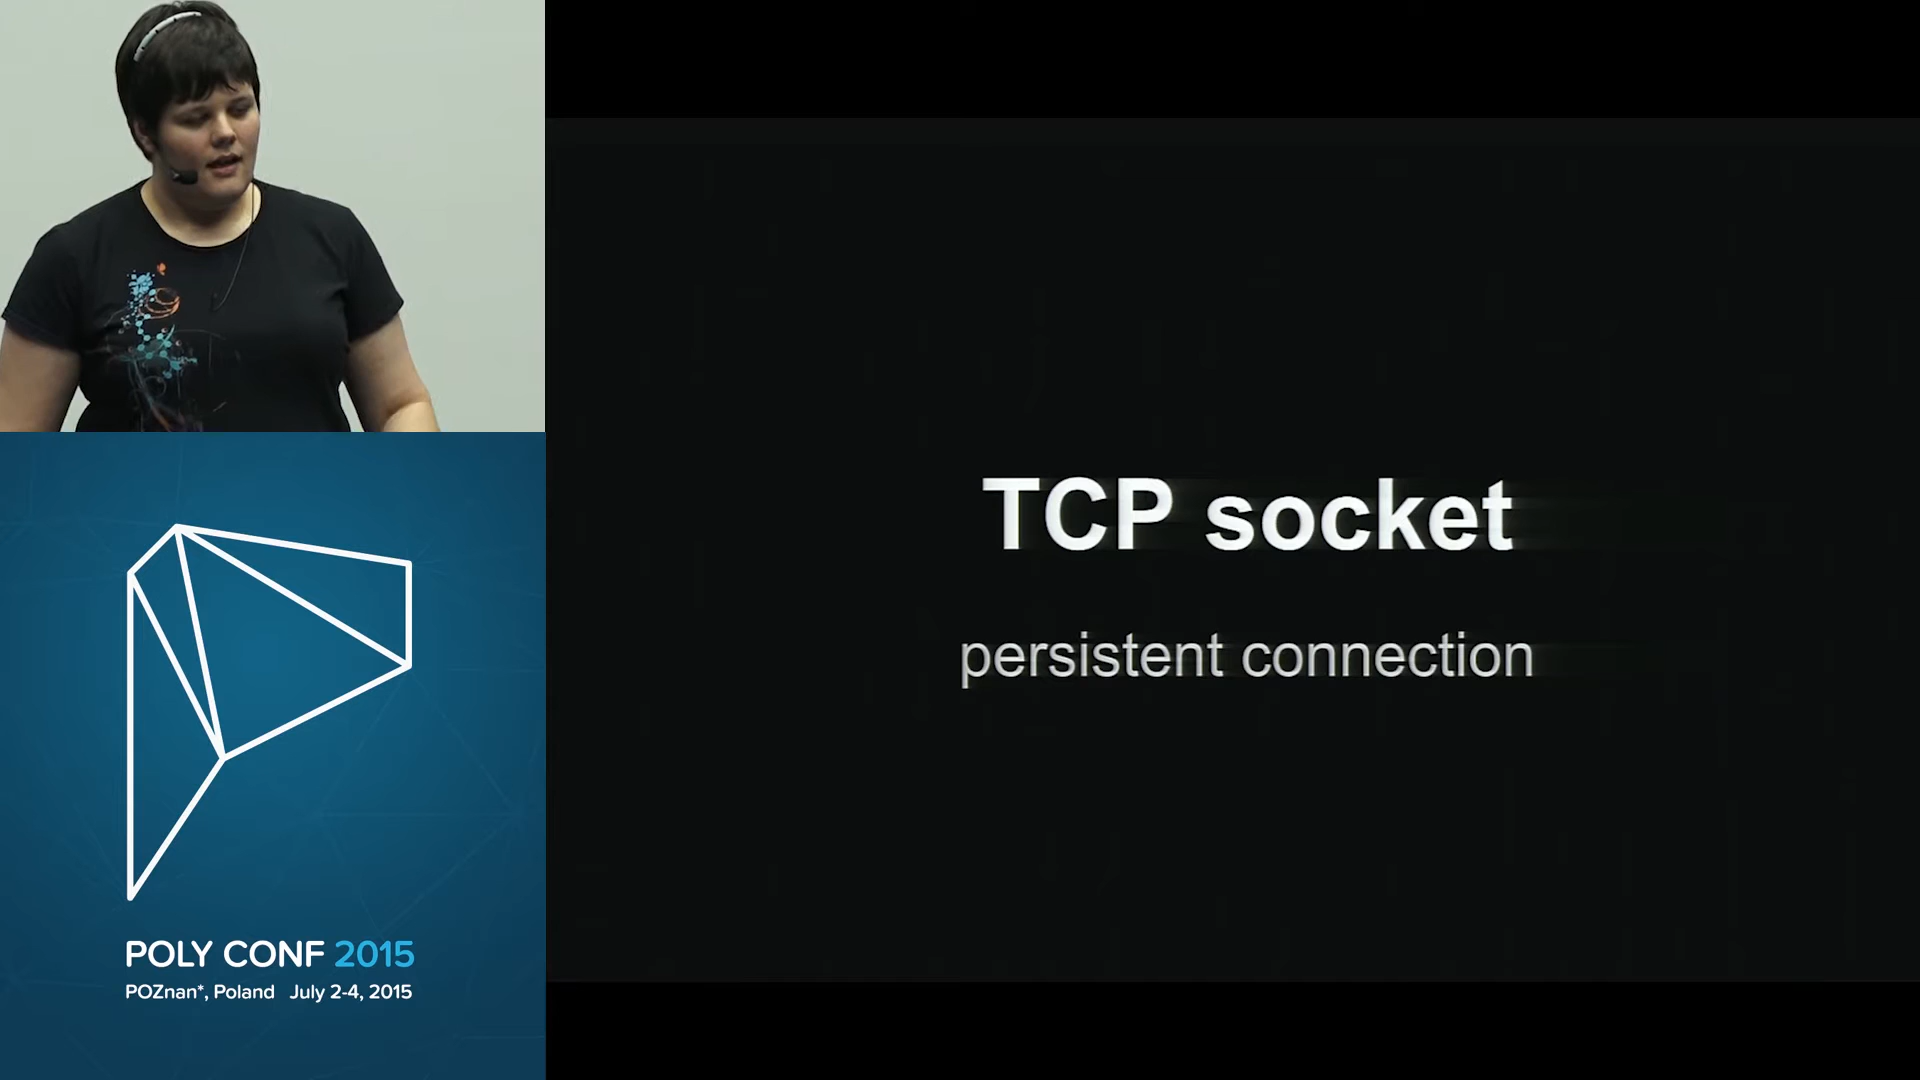 TCP socket
persistent connection
POLY CONF 2015
POZnan*, Poland July 2-4, 2015